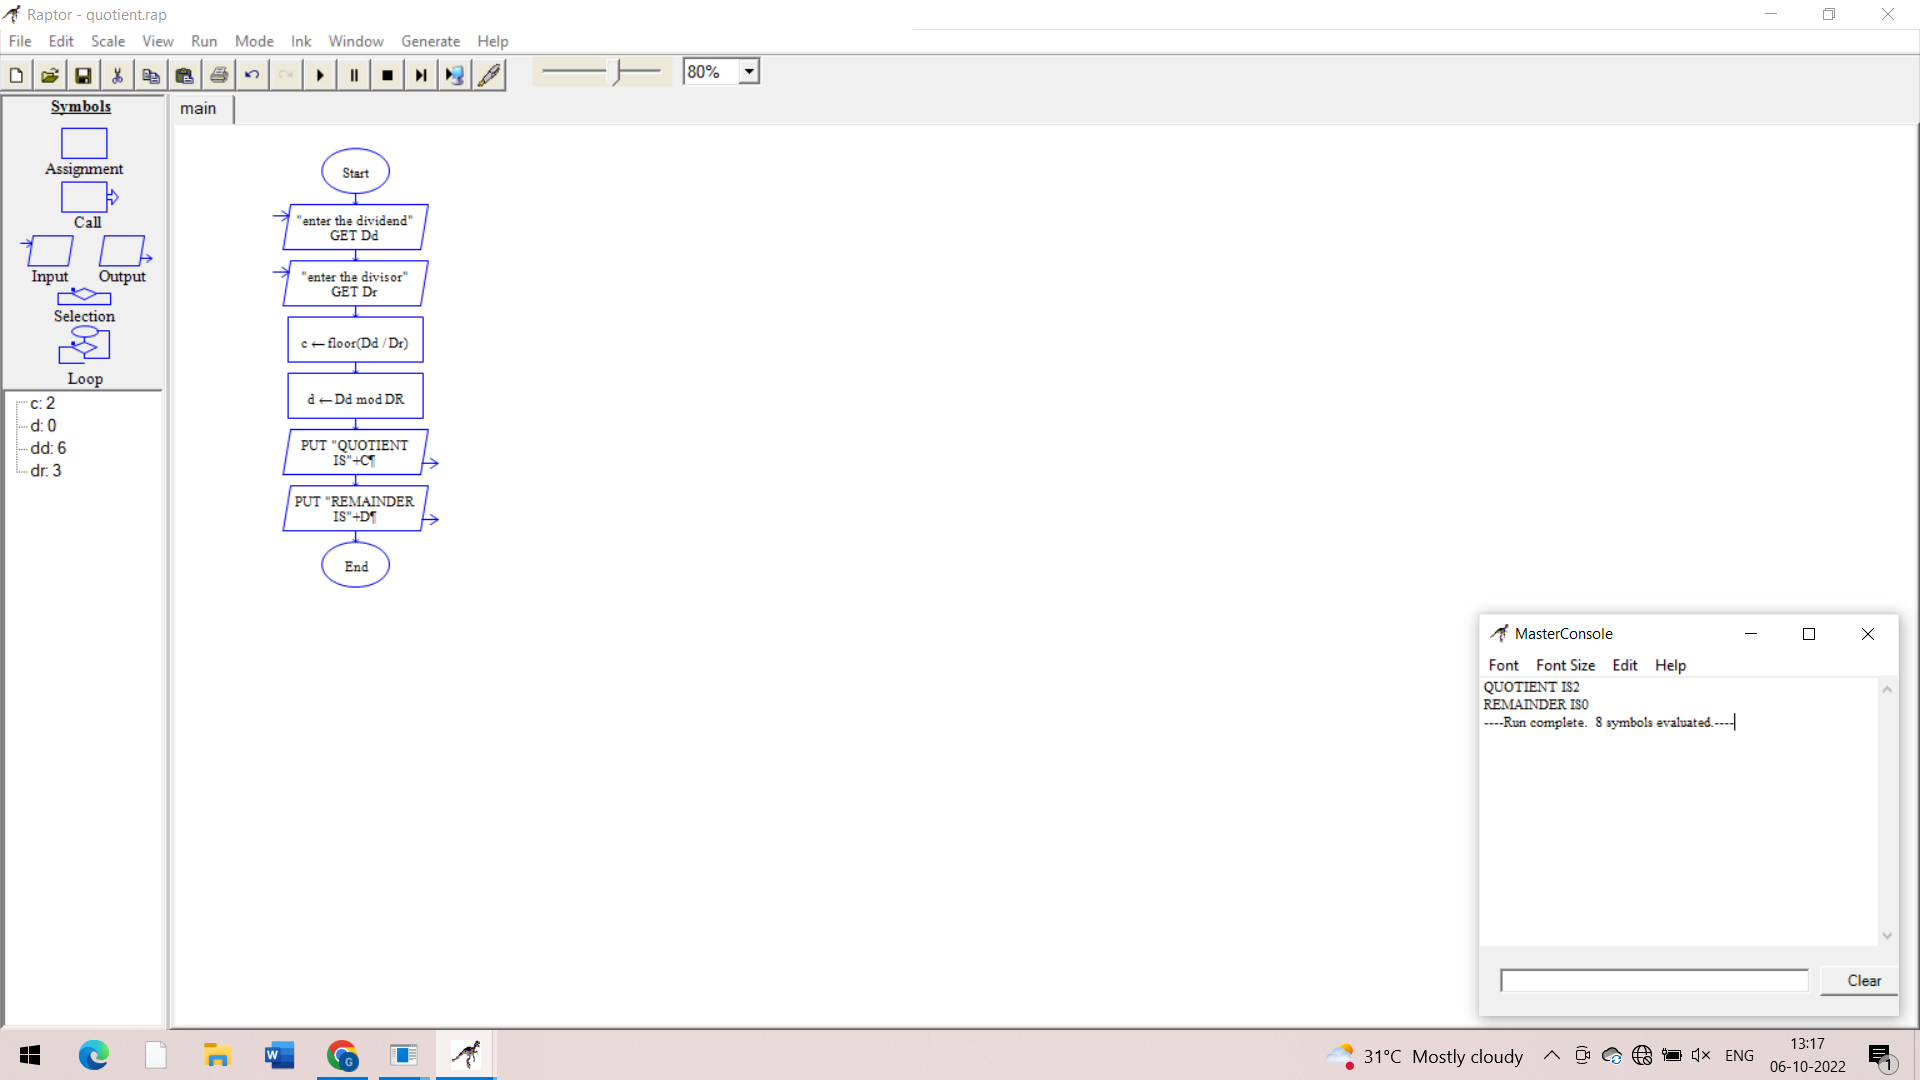 Raptor - quotient.rap
File Edit Scale View Run Mode Ink Window Generate Help
80%
Symbols
Assignment
Call
Input Output
Selection
Loop
c: 2
d: 0
dd: 6
dr: 3
main
Start
"enter the dividend"
GET Dd
"enter the divisor"
GET Dr
c ← floor(Dd / Dr)
d ← Dd mod DR
PUT "QUOTIENT
IS"+C¶
PUT "REMAINDER
IS"+D¶
End
MasterConsole
Font Font Size Edit Help
QUOTIENT IS2
REMAINDER IS0
----Run complete.  8 symbols evaluated.----
Clear
W
G
31°C Mostly cloudy
ENG
13:17
06-10-2022
1